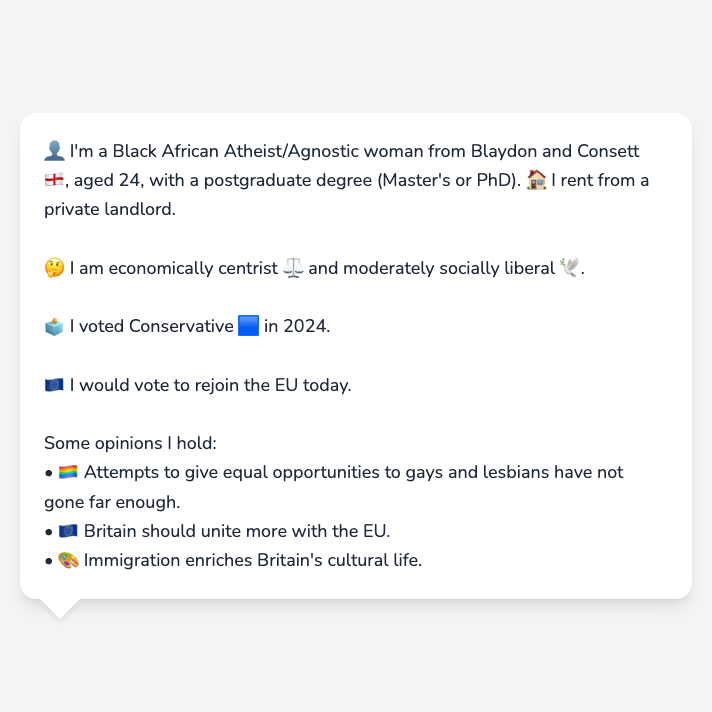 👤 I'm a Black African Atheist/Agnostic woman from Blaydon and Consett
🏴󠁧󠁢󠁥󠁮󠁧󠁿, aged 24, with a postgraduate degree (Master's or PhD). 🏠 I rent from a
private landlord.
🤔 I am economically centrist ⚖️ and moderately socially liberal 🕊️.
🗳️ I voted Conservative 🟦 in 2024.
🇪🇺 I would vote to rejoin the EU today.
Some opinions I hold:
• 🏳️‍🌈 Attempts to give equal opportunities to gays and lesbians have not
gone far enough.
• 🇪🇺 Britain should unite more with the EU.
• 🎨 Immigration enriches Britain's cultural life.